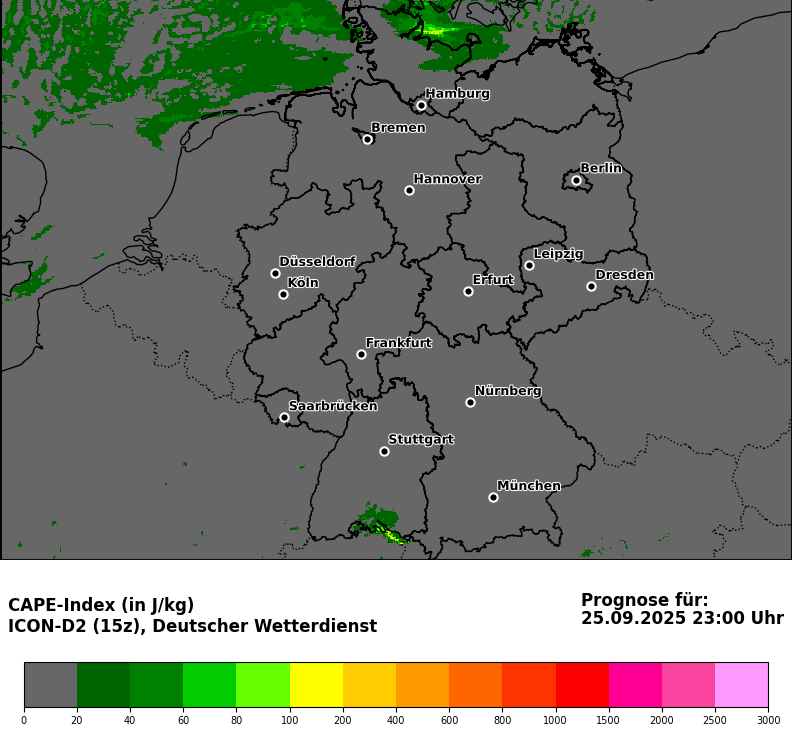 Hamburg
Bremen
Berlin
Hannover
Leipzig
Düsseldorf
Dresden
Köln
Erfurt
Frankfurt
Nürnberg
Saarbrücken
Stuttgart
München
CAPE-Index (in J/kg)
ICON-D2 (15z), Deutscher Wetterdienst
Prognose für:
25.09.2025 23:00 Uhr
0 20 40 60 80 100 200 400 600 800 1000 1500 2000 2500 3000